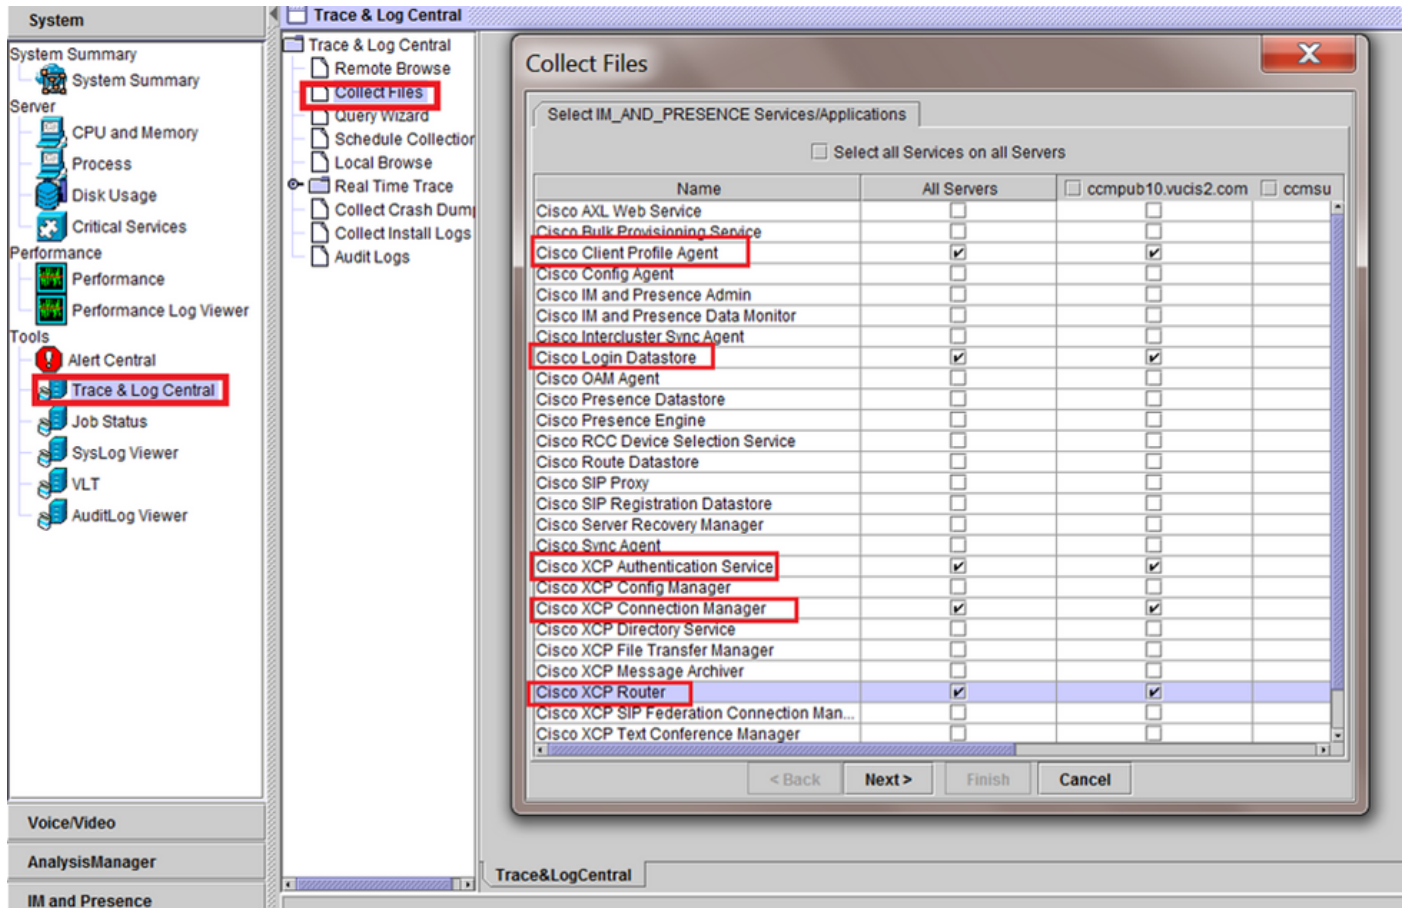 System
System Summary
System Summary
Server
CPU and Memory
Process
Disk Usage
Critical Services
Performance
Performance
Performance Log Viewer
Tools
Alert Central
Trace & Log Central
Job Status
SysLog Viewer
VLT
AuditLog Viewer
Voice/Video
AnalysisManager
IM and Presence
Trace & Log Central
Trace & Log Central
Remote Browse
Collect Files
Query Wizard
Schedule Collection
Local Browse
Real Time Trace
Collect Crash Dum
Collect Install Logs
Audit Logs
Collect Files
Select IM_AND_PRESENCE Services/Applications
Select all Services on all Servers
Name All Servers ccmpub10.vucis2.com ccmsu
Cisco AXL Web Service
Cisco Bulk Provisioning Service
Cisco Client Profile Agent
Cisco Config Agent
Cisco IM and Presence Admin
Cisco IM and Presence Data Monitor
Cisco Intercluster Sync Agent
Cisco Login Datastore
Cisco OAM Agent
Cisco Presence Datastore
Cisco Presence Engine
Cisco RCC Device Selection Service
Cisco Route Datastore
Cisco SIP Proxy
Cisco SIP Registration Datastore
Cisco Server Recovery Manager
Cisco Sync Agent
Cisco XCP Authentication Service
Cisco XCP Config Manager
Cisco XCP Connection Manager
Cisco XCP Directory Service
Cisco XCP File Transfer Manager
Cisco XCP Message Archiver
Cisco XCP Router
Cisco XCP SIP Federation Connection Man...
Cisco XCP Text Conference Manager
< Back Next > Finish Cancel
Trace&LogCentral